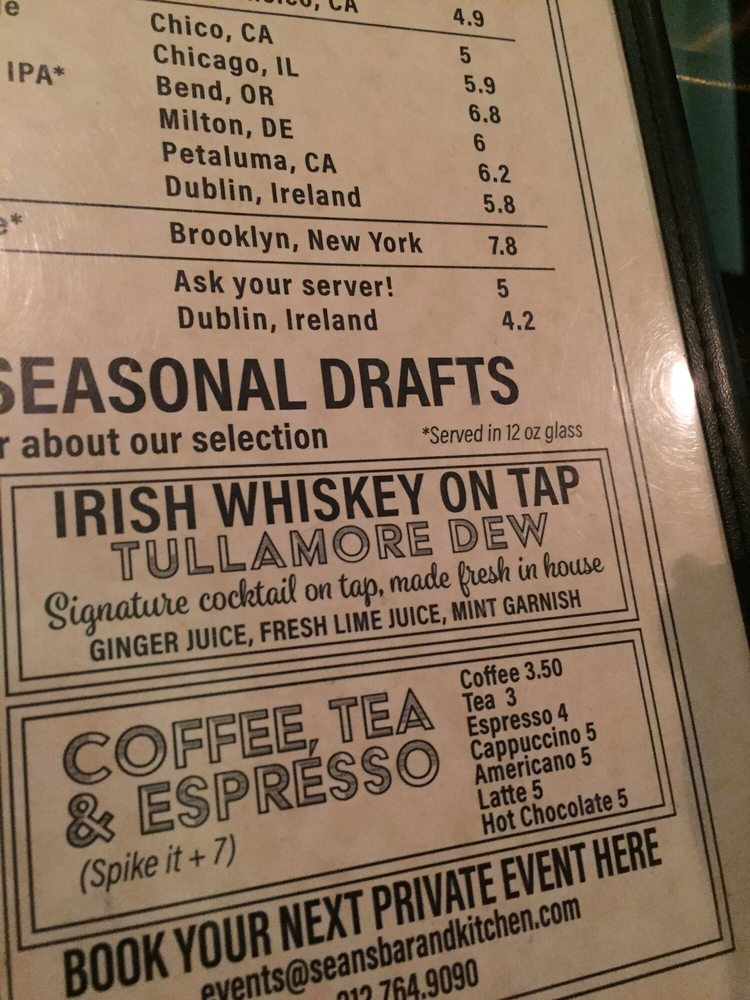 CA 4.9
Chico, CA 5
IPA* Chicago, IL 5.9
Bend, OR 6.8
Milton, DE 6
Petaluma, CA 6.2
Dublin, Ireland 5.8
Brooklyn, New York 7.8
Ask your server! 5
Dublin, Ireland 4.2
SEASONAL DRAFTS
about our selection *Served in 12 oz glass
IRISH WHISKEY ON TAP
TULLAMORE DEW
Signature cocktail on tap, made fresh in house
GINGER JUICE, FRESH LIME JUICE, MINT GARNISH
COFFEE, TEA
& ESPRESSO
(Spike it + 7)
Coffee 3.50
Tea 3
Espresso 4
Cappuccino 5
Americano 5
Latte 5
Hot Chocolate 5
BOOK YOUR NEXT PRIVATE EVENT HERE
events@seansbarandkitchen.com
764.9090